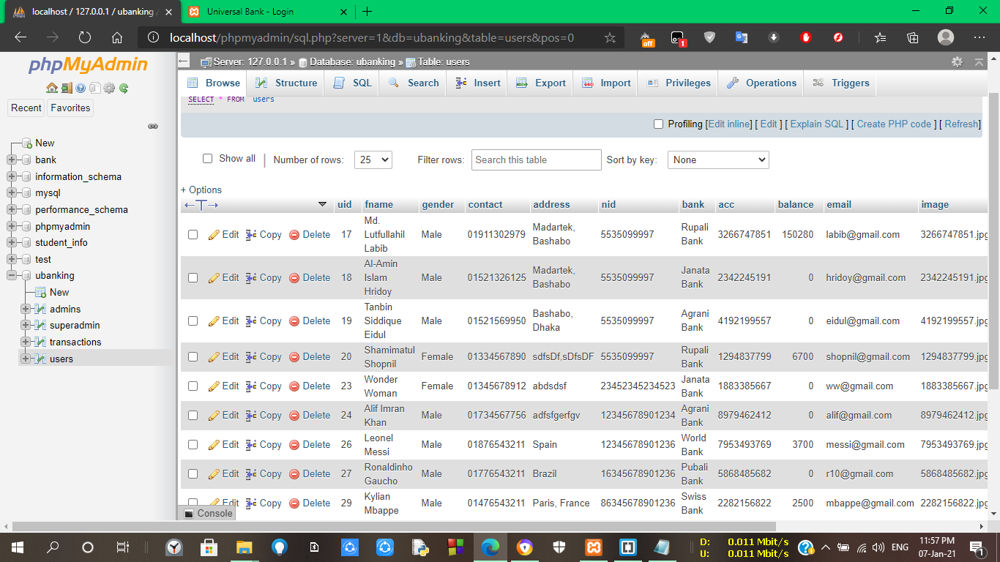 localhost / 127.0.0.1 / ubanking
Universal Bank - Login
localhost/phpmyadmin/sql.php?server=1&db=ubanking&table=users&pos=0
off
1
phpMyAdmin
Recent
Favorites
New
bank
information_schema
mysql
performance_schema
phpmyadmin
student_info
test
ubanking
New
admins
superadmin
transactions
users
Server: 127.0.0.1 » Database: ubanking » Table: users
Browse Structure SQL Search Insert Export Import Privileges Operations Triggers
SELECT * FROM users
Profiling [Edit inline] [ Edit ] [ Explain SQL ] [ Create PHP code ] [ Refresh]
Show all | Number of rows: 25 Filter rows: Search this table Sort by key: None
+ Options
←T→ uid fname gender contact address nid bank acc balance email image
Edit Copy Delete 17 Md. Lutfullahil Labib Male 01911302979 Madartek, Bashabo 5535099997 Rupali Bank 3266747851 150280 labib@gmail.com 3266747851.jpg
Edit Copy Delete 18 Al-Amin Islam Hridoy Male 01521326125 Madartek, Bashabo 5535099997 Janata Bank 2342245191 0 hridoy@gmail.com 2342245191.jpg
Edit Copy Delete 19 Tanbin Siddique Eidul Male 01521569950 Bashabo, Dhaka 5535099997 Agrani Bank 4192199557 0 eidul@gmail.com 4192199557.jpg
Edit Copy Delete 20 Shamimatul Shopnil Female 01334567890 sdfsDf,sDfsDF 5535099997 Rupali Bank 1294837799 6700 shopnil@gmail.com 1294837799.jpg
Edit Copy Delete 23 Wonder Woman Female 01345678912 abdsdsf 23452345234523 Janata Bank 1883385667 0 ww@gmail.com 1883385667.jpg
Edit Copy Delete 24 Alif Imran Khan Male 01734567756 adfsfgerfgv 12345678901234 Agrani Bank 8979462412 0 alif@gmail.com 8979462412.jpg
Edit Copy Delete 26 Leonel Messi Male 01876543211 Spain 12345678901236 World Bank 7953493769 3700 messi@gmail.com 7953493769.jpg
Edit Copy Delete 27 Ronaldinho Gaucho Male 01776543211 Brazil 16345678901236 Pubali Bank 5868485682 0 r10@gmail.com 5868485682.jpg
Edit Copy Delete 29 Kylian Mbappe Male 01476543211 Paris, France 86345678901236 Swiss Bank 2282156822 2500 mbappe@gmail.com 2282156822.jpg
Console
D: 0.011 Mbit/s
U: 0.011 Mbit/s
ENG
11:57 PM
07-Jan-21
1